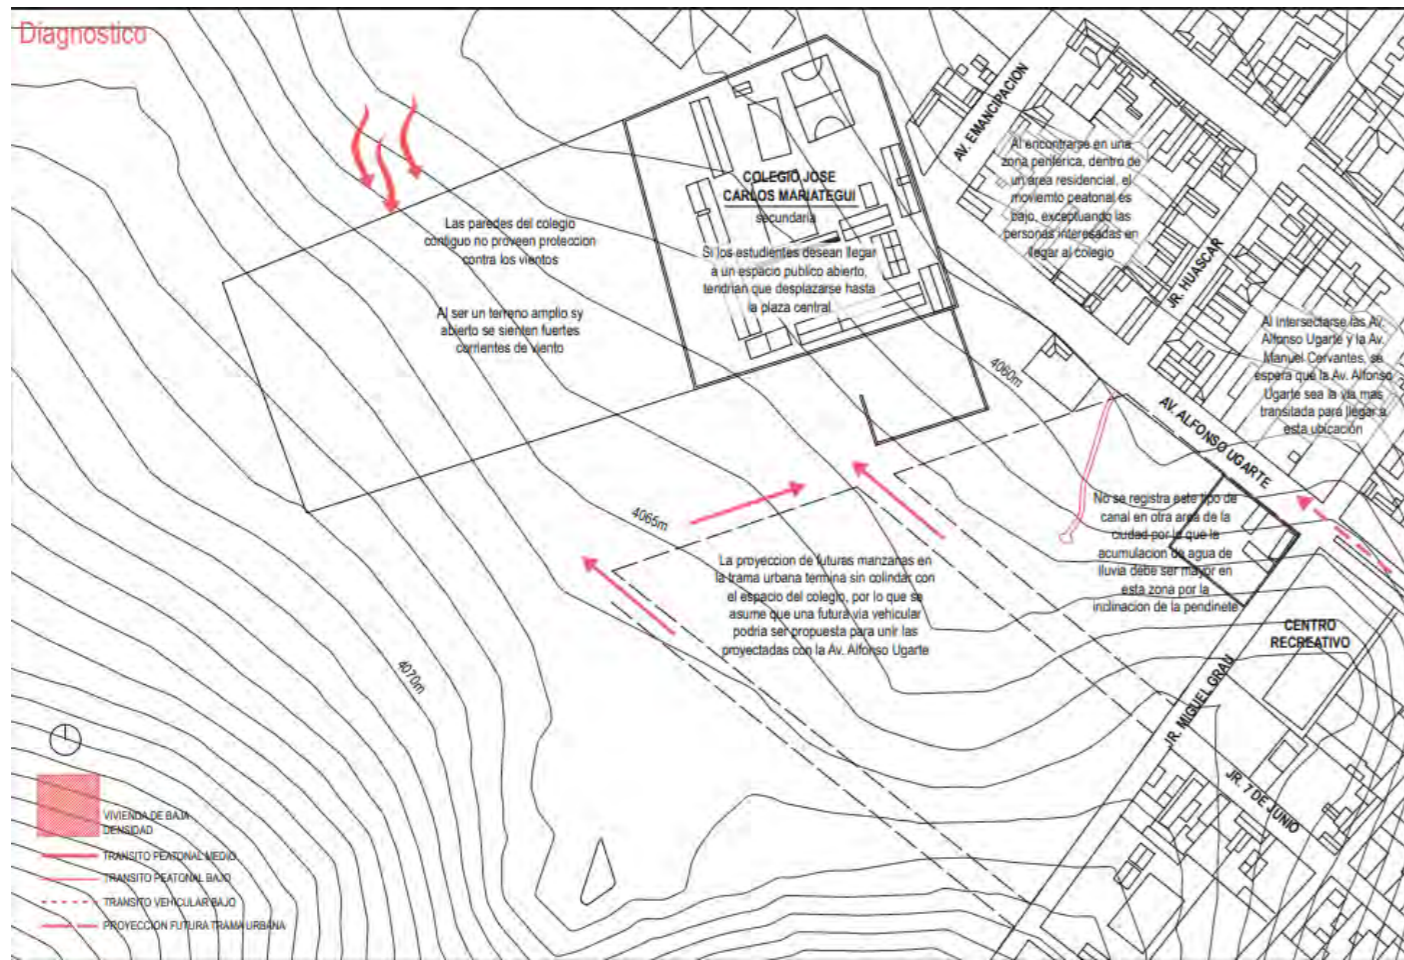 Diagnostico
Las paredes del colegio
contiguo no proveen proteccion
contra los vientos
Al ser un terreno amplio sy
abierto se sienten fuertes
corrientes de viento
COLEGIO JOSE
CARLOS MARIATEGUI
secundaria
Si los estudientes desean llegar
a un espacio publico abierto,
tendrian que desplazarse hasta
la plaza central
AV. EMANCIPACION
Al encontrarse en una
zona periferica, dentro de
un area residencial, el
moviemto peatonal es
bajo, exceptuando las
personas interesadas en
llegar al colegio
JR. HUASCAR
Al intersectarse las Av.
Alfonso Ugarte y la Av.
Manuel Cervantes, se
espera que la Av. Alfonso
Ugarte sea la via mas
transitada para llegar a
esta ubicación
4060m
AV. ALFONSO UGARTE
No se registra este tipo de
canal en otra area de la
ciudad por lo que la
acumulacion de agua de
lluvia debe ser mayor en
esta zona por la
inclinacion de la pendinete
4065m
La proyeccion de futuras manzanas en
la trama urbana termina sin colindar con
el espacio del colegio, por lo que se
asume que una futura via vehicular
podria ser propuesta para unir las
proyectadas con la Av. Alfonso Ugarte
4070m
CENTRO
RECREATIVO
JR. MIGUEL GRAU
JR. 7 DE JUNIO
VIVIENDA DE BAJA
DENSIDAD
TRANSITO PEATONAL MEDIO
TRANSITO PEATONAL BAJO
TRANSITO VEHICULAR BAJO
PROYECCION FUTURA TRAMA URBANA